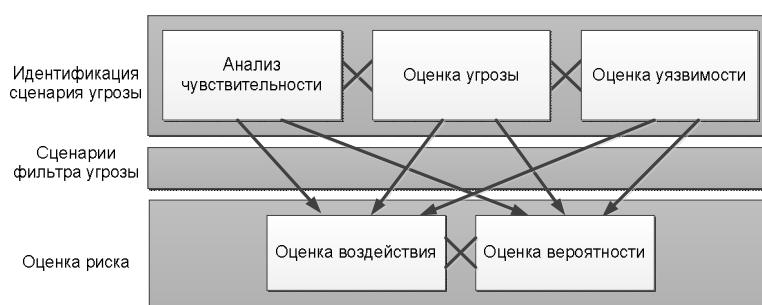 Идентификация
сценария угрозы
Анализ
чувствительности
Оценка угрозы
Оценка уязвимости
Сценарии
фильтра угрозы
Оценка риска
Оценка воздействия
Оценка вероятности